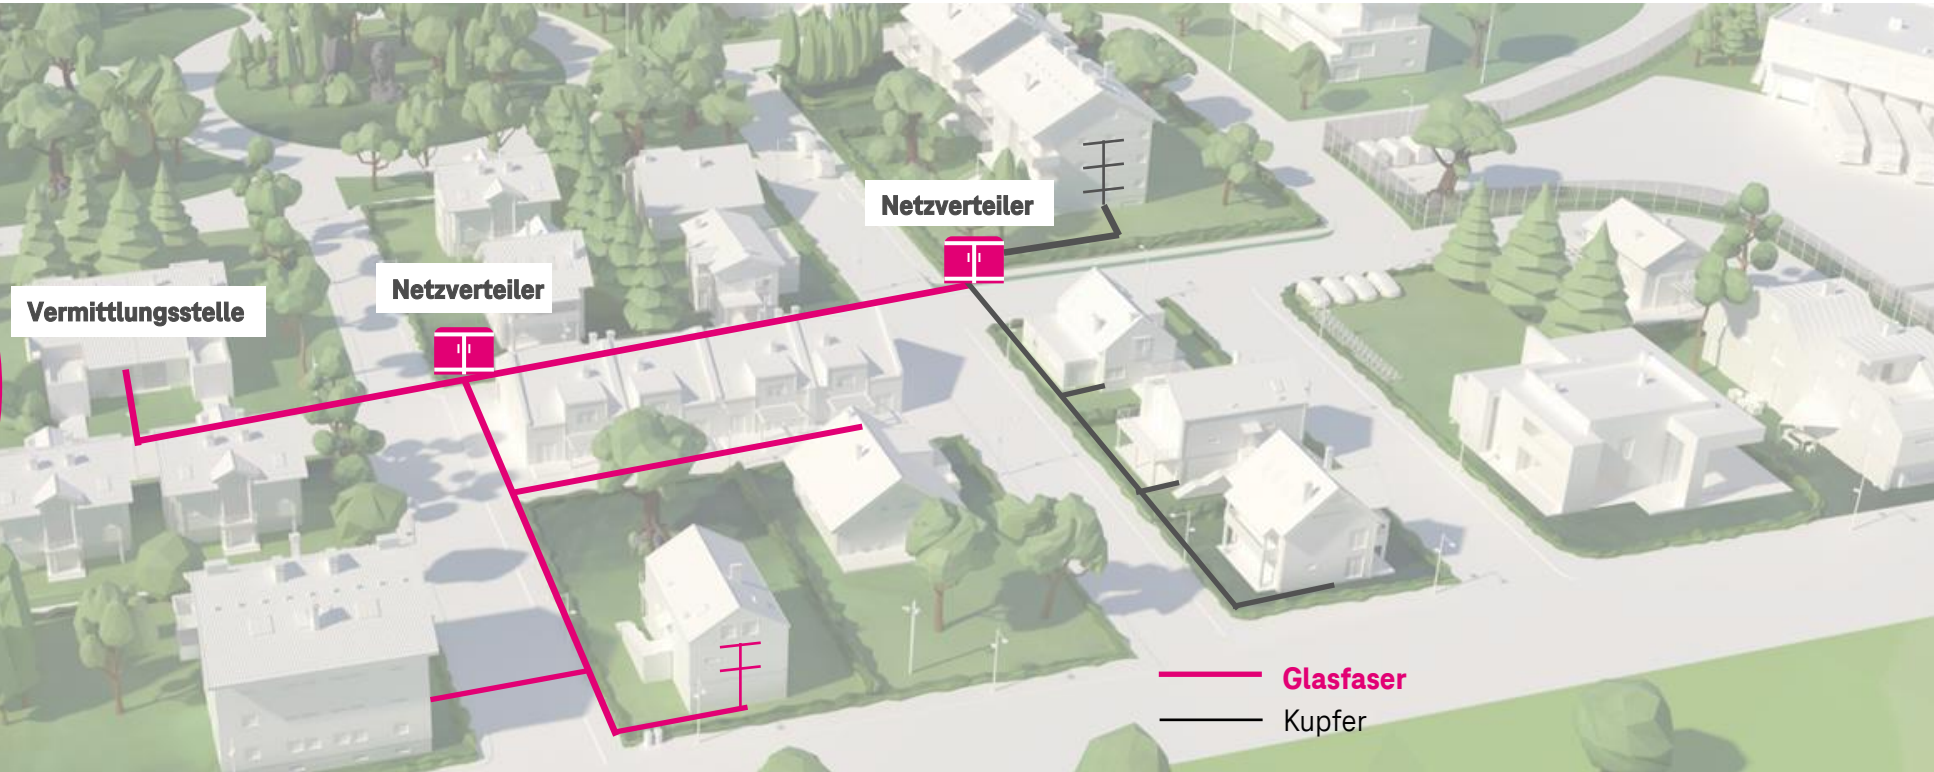 Netzverteiler
Netzverteiler
Vermittlungsstelle
Glasfaser
Kupfer